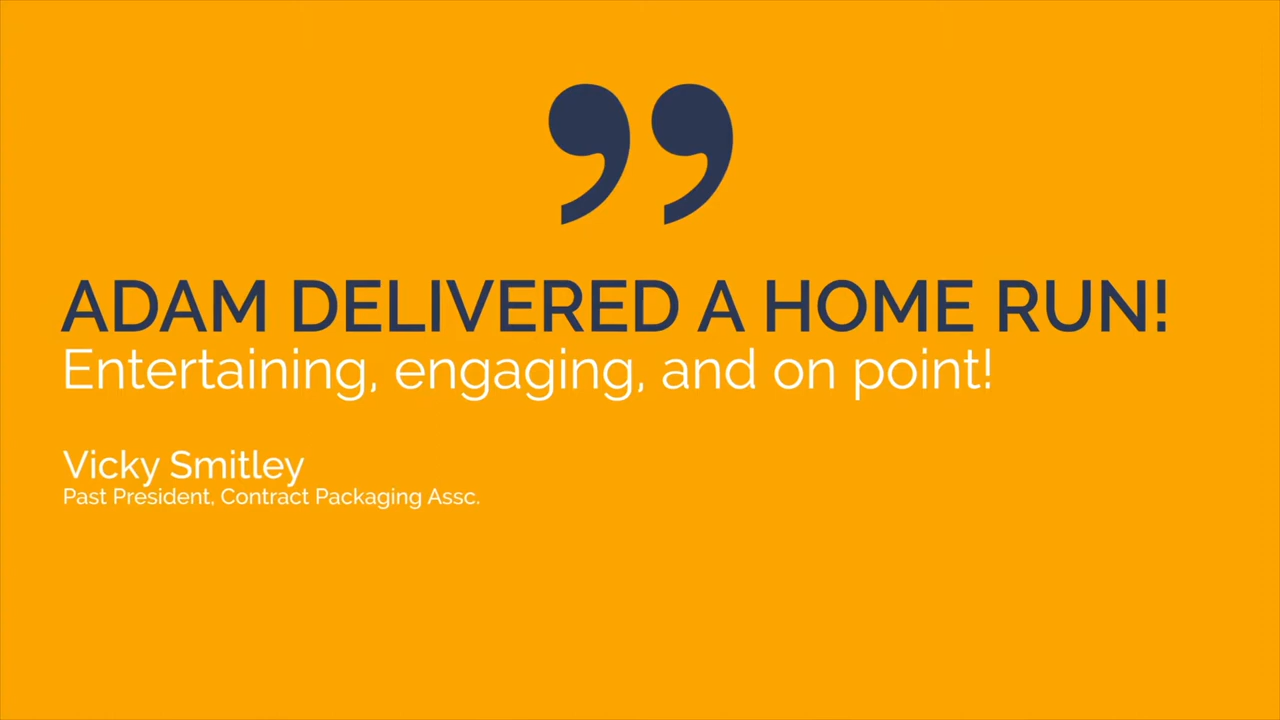 ”
ADAM DELIVERED A HOME RUN!
Entertaining, engaging, and on point!
Vicky Smitley
Past President, Contract Packaging Assc.